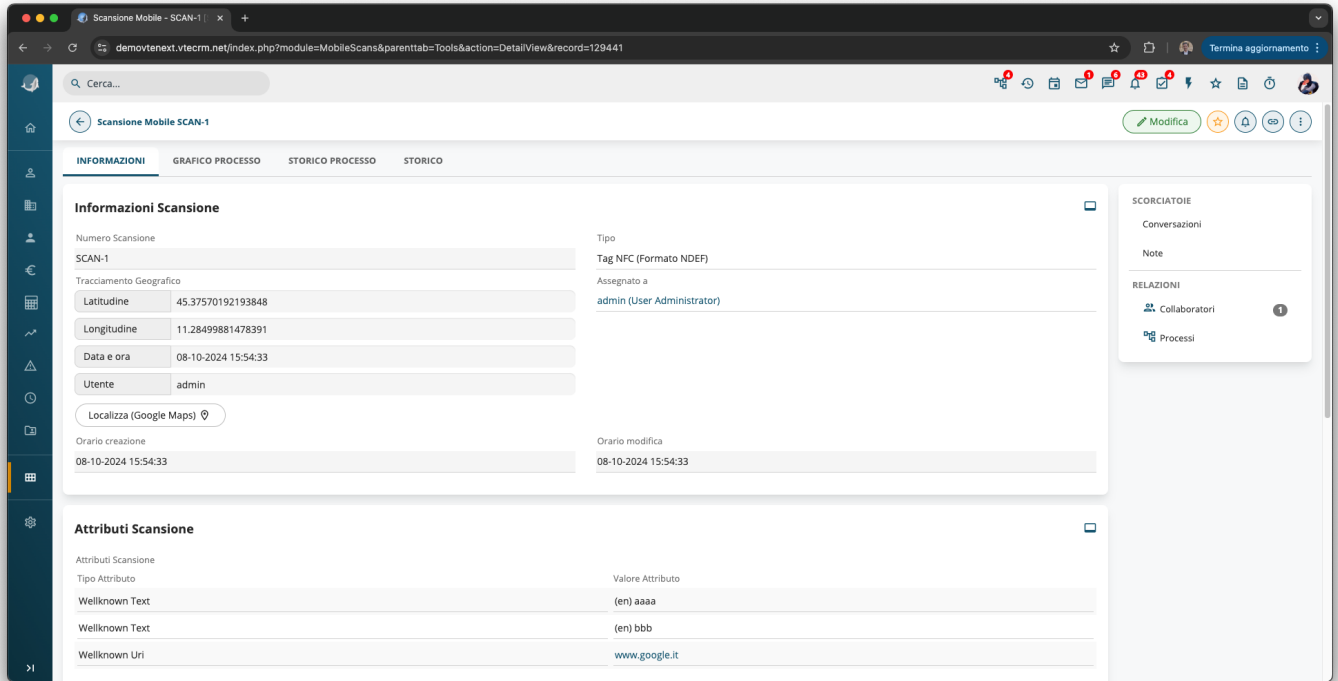 Scansione Mobile - SCAN-1 |
demovtenext.vtecrm.net/index.php?module=MobileScans&parenttab=Tools&action=DetailView&record=129441
Termina aggiornamento
Cerca...
4
1
6
43
4
Scansione Mobile SCAN-1
Modifica
INFORMAZIONI GRAFICO PROCESSO STORICO PROCESSO STORICO
Informazioni Scansione
Numero Scansione
SCAN-1
Tipo
Tag NFC (Formato NDEF)
Tracciamento Geografico
Latitudine 45.37570192193848
Longitudine 11.28499881478391
Data e ora 08-10-2024 15:54:33
Utente admin
Localizza (Google Maps)
Assegnato a
admin (User Administrator)
Orario creazione
08-10-2024 15:54:33
Orario modifica
08-10-2024 15:54:33
Attributi Scansione
Attributi Scansione
Tipo Attributo Valore Attributo
Wellknown Text (en) aaaa
Wellknown Text (en) bbb
Wellknown Uri www.google.it
SCORCIATOIE
Conversazioni
Note
RELAZIONI
Collaboratori 1
Processi